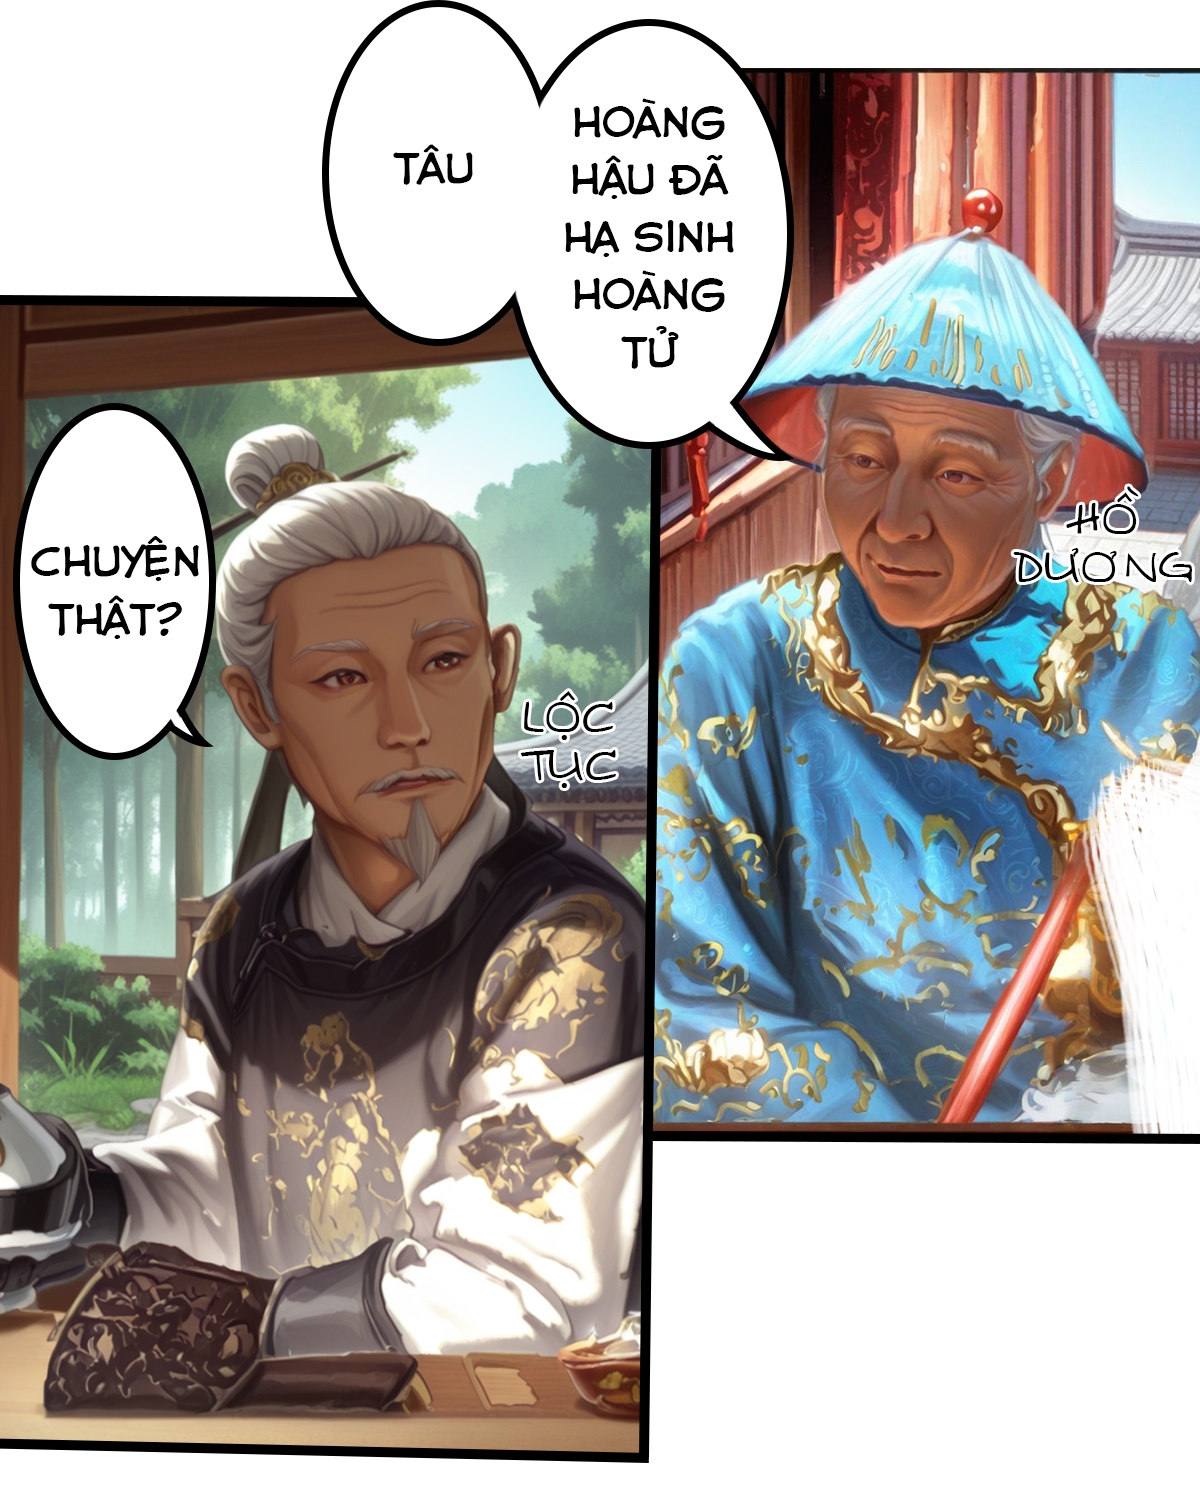 TÂU
HOÀNG
HẬU ĐÃ
HẠ SINH
HOÀNG
TỬ
HỒ
DƯƠNG
CHUYỆN
THẬT?
LỘC
TỤC